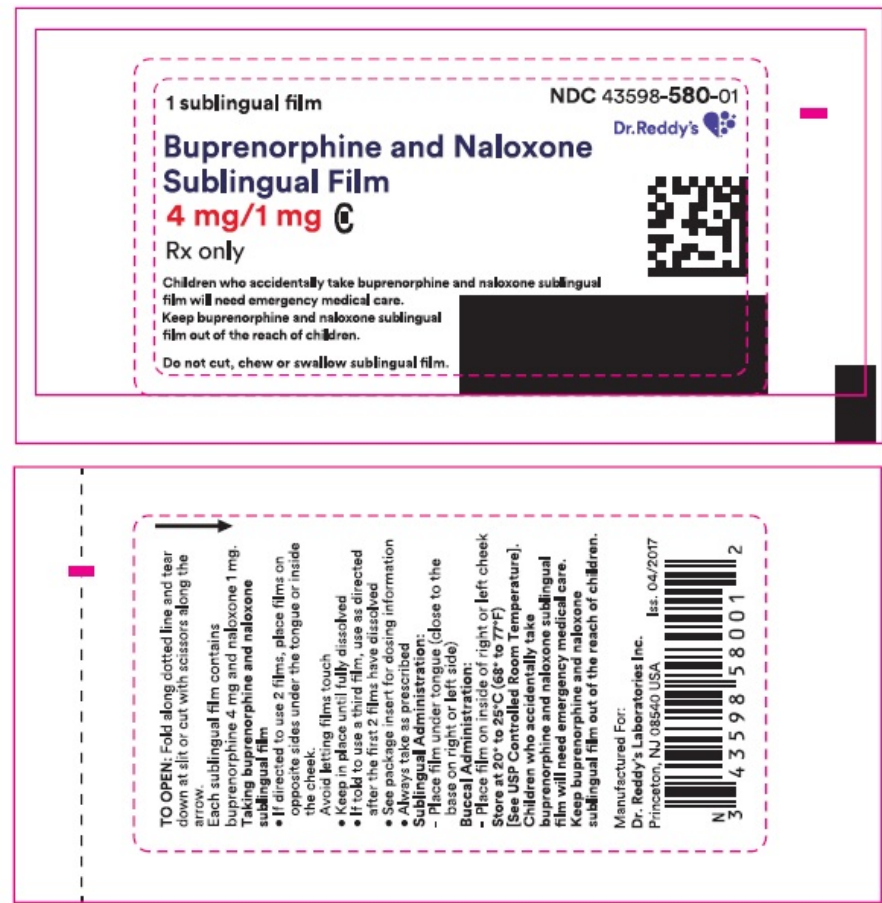 1 sublingual film
NDC 43598-580-01
Dr.Reddy's
Buprenorphine and Naloxone
Sublingual Film
4 mg/1 mg C
Rx only
Children who accidentally take buprenorphine and naloxone sublingual
film will need emergency medical care.
Keep buprenorphine and naloxone sublingual
film out of the reach of children.
Do not cut, chew or swallow sublingual film.
TO OPEN: Fold along dotted line and tear
down at slit or cut with scissors along the
arrow.
Each sublingual film contains
buprenorphine 4 mg and naloxone 1 mg.
Taking buprenorphine and naloxone
sublingual film
• If directed to use 2 films, place films on
opposite sides under the tongue or inside
the cheek.
Avoid letting films touch
• Keep in place until fully dissolved
• If told to use a third film, use as directed
after the first 2 films have dissolved
• See package insert for dosing information
• Always take as prescribed
Sublingual Administration:
- Place film under tongue (close to the
base on right or left side)
Buccal Administration:
- Place film on inside of right or left cheek
Store at 20° to 25°C (68° to 77°F)
[See USP Controlled Room Temperature].
Children who accidentally take
buprenorphine and naloxone sublingual
film will need emergency medical care.
Keep buprenorphine and naloxone
sublingual film out of the reach of children.
Manufactured For:
Dr. Reddy's Laboratories Inc.
Princeton, NJ 08540 USA Iss. 04/2017
N
3 43598 58001 2